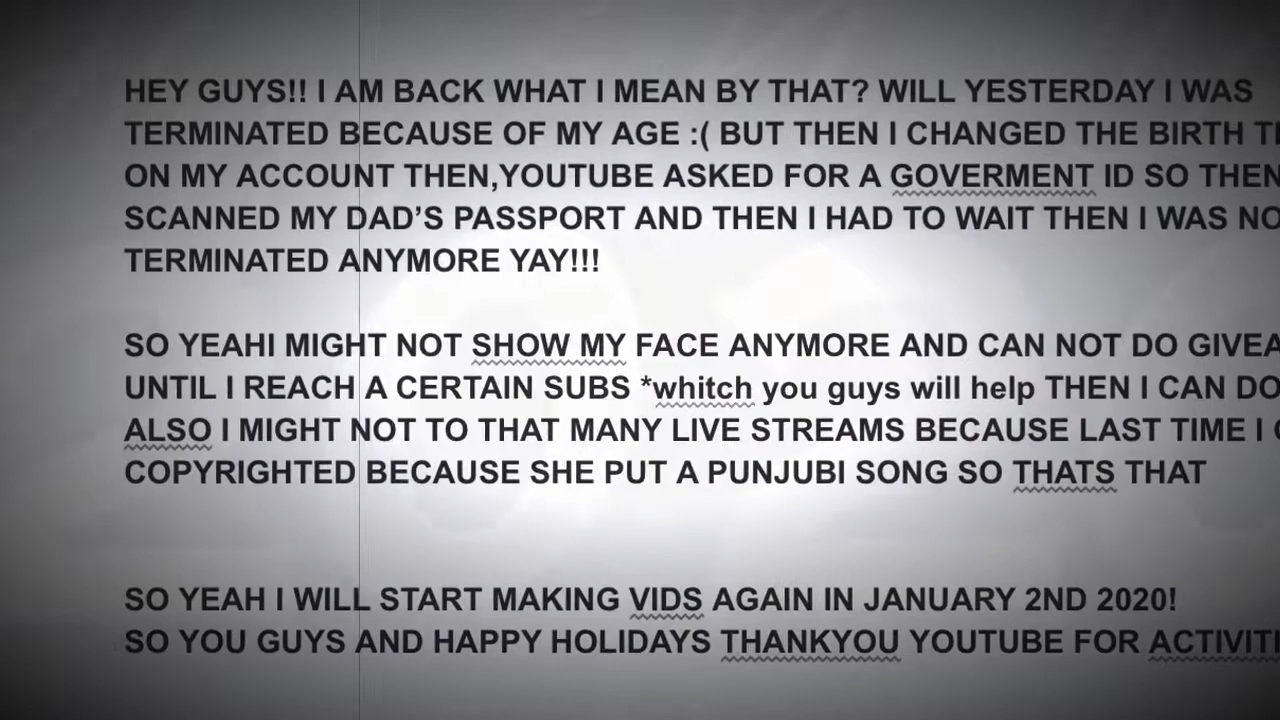 HEY GUYS!! I AM BACK WHAT I MEAN BY THAT? WILL YESTERDAY I WAS
TERMINATED BECAUSE OF MY AGE :( BUT THEN I CHANGED THE BIRTH
ON MY ACCOUNT THEN,YOUTUBE ASKED FOR A GOVERMENT ID SO THEN
SCANNED MY DAD’S PASSPORT AND THEN I HAD TO WAIT THEN I WAS
TERMINATED ANYMORE YAY!!!
SO YEAHI MIGHT NOT SHOW MY FACE ANYMORE AND CAN NOT DO
UNTIL I REACH A CERTAIN SUBS *whitch you guys will help THEN I CAN DO
ALSO I MIGHT NOT TO THAT MANY LIVE STREAMS BECAUSE LAST TIME I
COPYRIGHTED BECAUSE SHE PUT A PUNJUBI SONG SO THATS THAT
SO YEAH I WILL START MAKING VIDS AGAIN IN JANUARY 2ND 2020!
SO YOU GUYS AND HAPPY HOLIDAYS THANKYOU YOUTUBE FOR